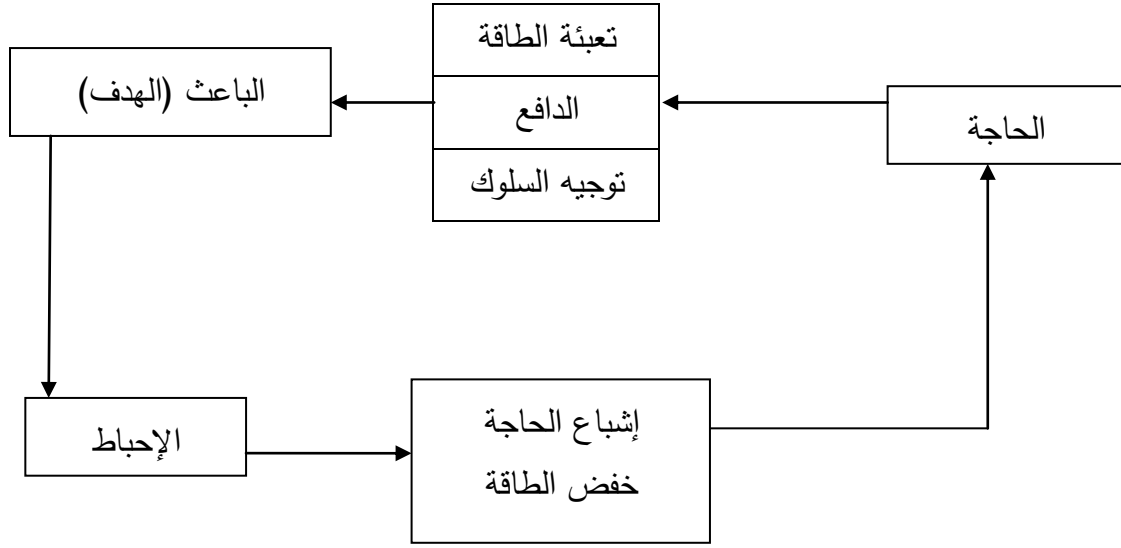 الحاجة
تعبئة الطاقة
الدافع
توجيه السلوك
الباعث (الهدف)
الإحباط
إشباع الحاجة
خفض الطاقة